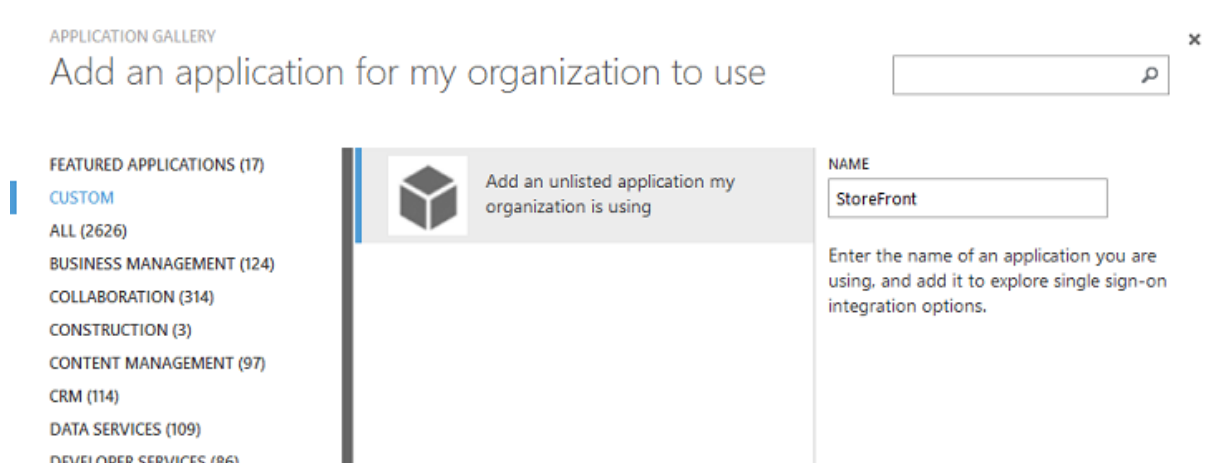 APPLICATION GALLERY
Add an application for my organization to use
FEATURED APPLICATIONS (17)
CUSTOM
ALL (2626)
BUSINESS MANAGEMENT (124)
COLLABORATION (314)
CONSTRUCTION (3)
CONTENT MANAGEMENT (97)
CRM (114)
DATA SERVICES (109)
DEVELOPER SERVICES (86)
Add an unlisted application my
organization is using
NAME
StoreFront
Enter the name of an application you are
using, and add it to explore single sign-on
integration options.